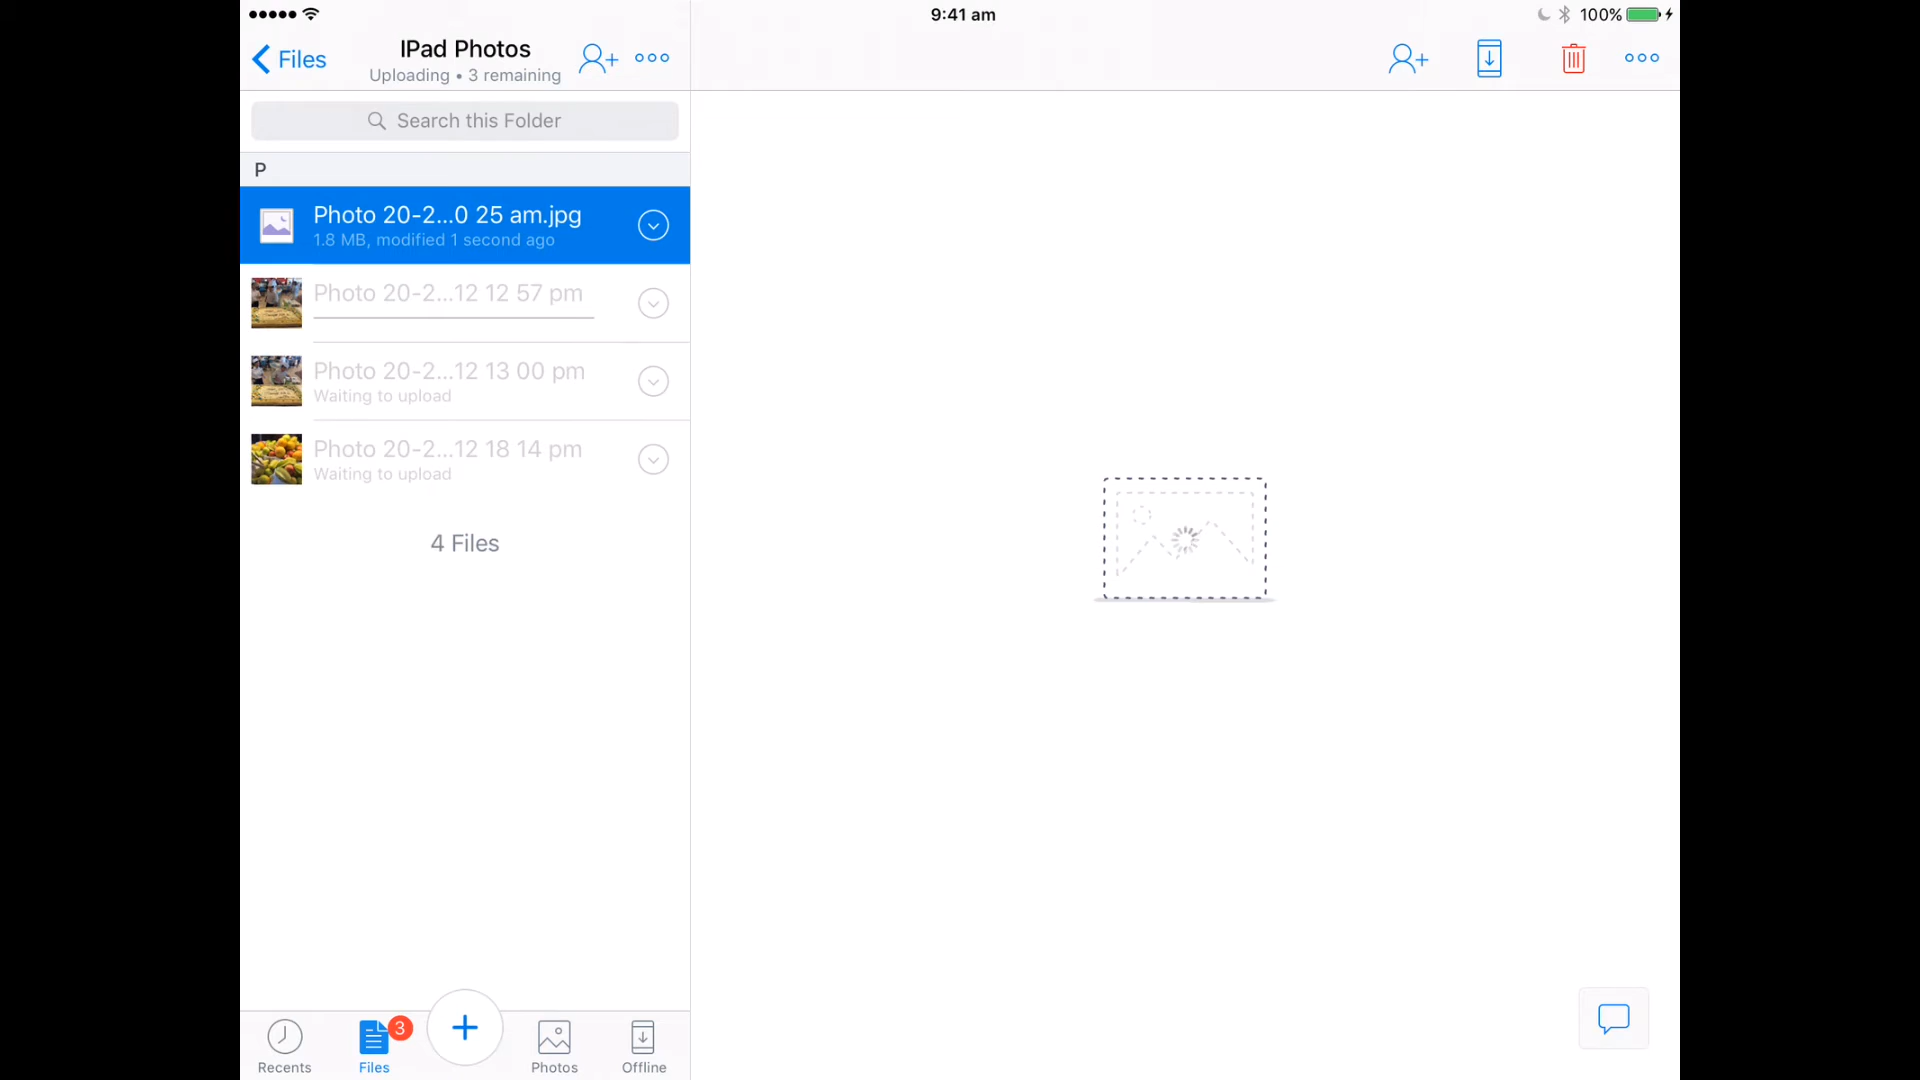 9:41 am
100%
Files
IPad Photos
Uploading • 3 remaining
Search this Folder
P
Photo 20-2...0 25 am.jpg
1.8 MB, modified 1 second ago
Photo 20-2...12 12 57 pm
Photo 20-2...12 13 00 pm
Waiting to upload
Photo 20-2...12 18 14 pm
Waiting to upload
4 Files
3
Recents
Files
Photos
Offline